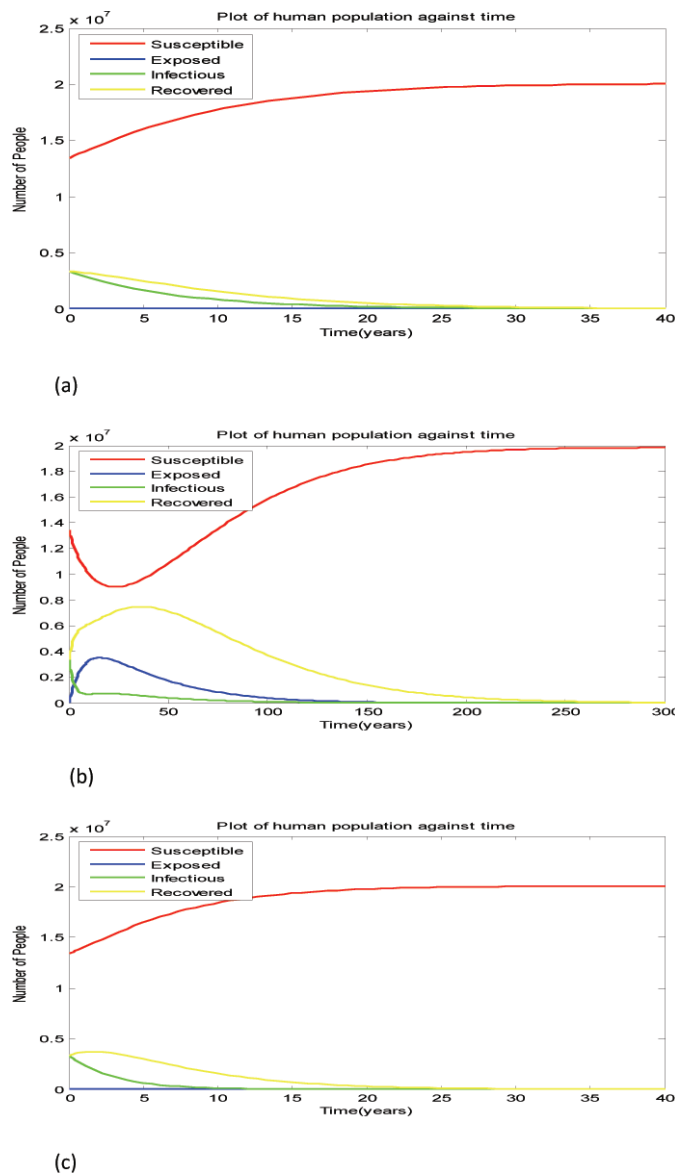 Plot of human population against time
× 10^7
2.5
2
1.5
1
0.5
0
Number of People
Susceptible
Exposed
Infectious
Recovered
0 5 10 15 20 25 30 35 40
Time(years)
(a)
Plot of human population against time
× 10^7
2
1.8
1.6
1.4
1.2
1
0.8
0.6
0.4
0.2
0
Number of People
Susceptible
Exposed
Infectious
Recovered
0 50 100 150 200 250 300
Time(years)
(b)
Plot of human population against time
× 10^7
2.5
2
1.5
1
0.5
0
Number of People
Susceptible
Exposed
Infectious
Recovered
0 5 10 15 20 25 30 35 40
Time(years)
(c)